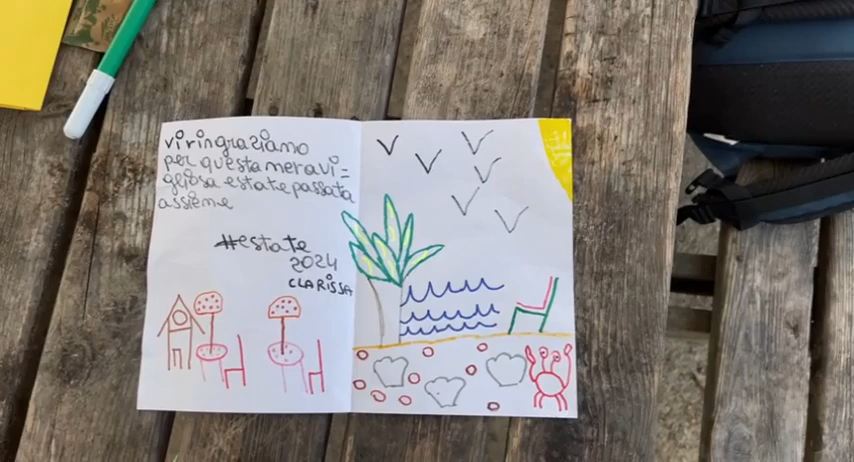 vi ringraziamo
per questa meravi=
gliosa estate passata
assieme
#estate
2024
CLARISSA